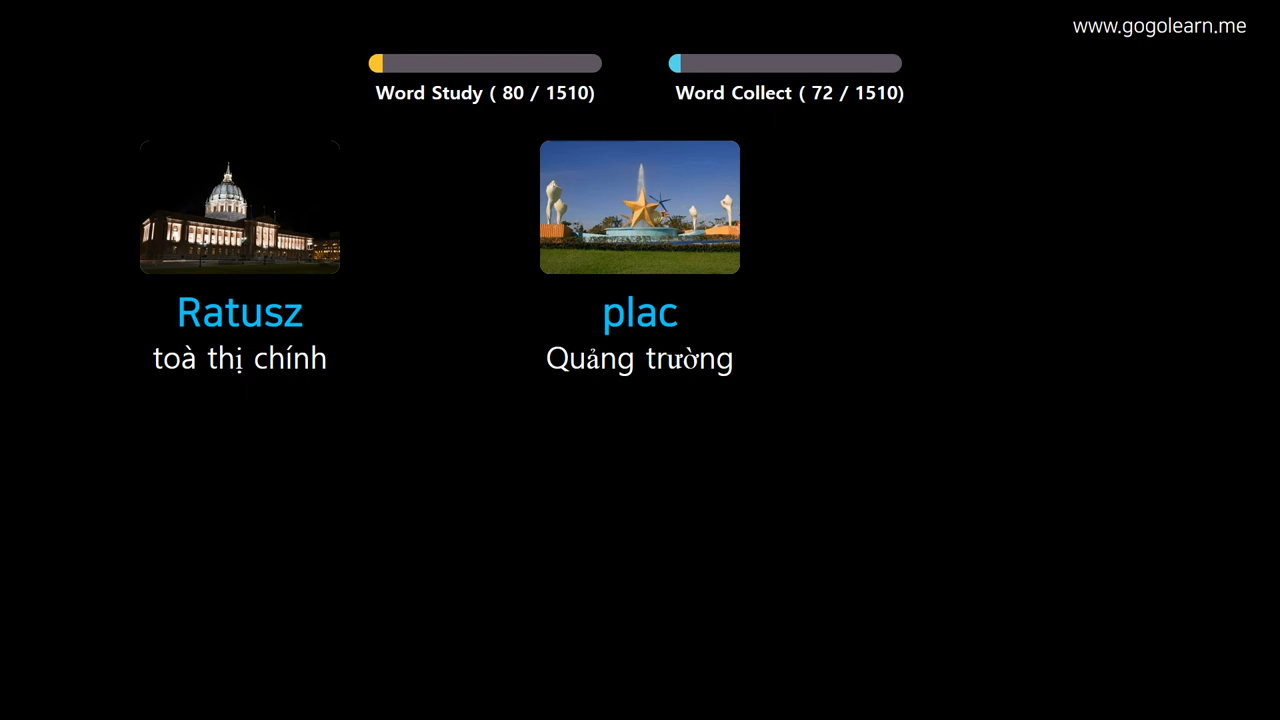 www.gogolearn.me
Word Study ( 80 / 1510)
Word Collect ( 72 / 1510)
Ratusz
toà thị chính
plac
Quảng trường